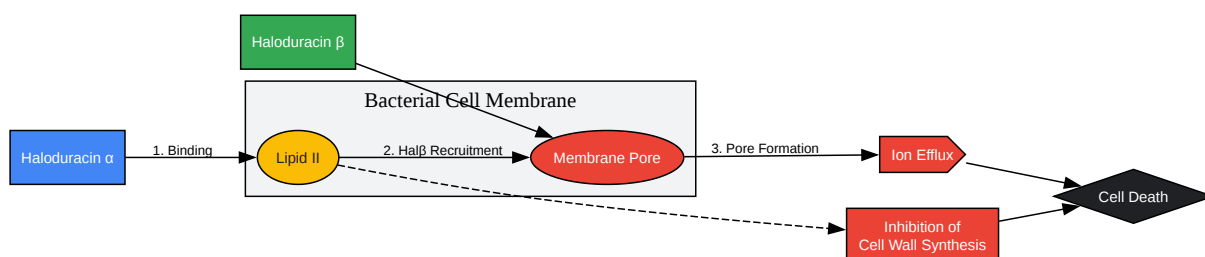 Haloduracin β
Bacterial Cell Membrane
Haloduracin α
1. Binding
Lipid II
2. Halβ Recruitment
Membrane Pore
3. Pore Formation
Ion Efflux
Cell Death
Inhibition of
Cell Wall Synthesis